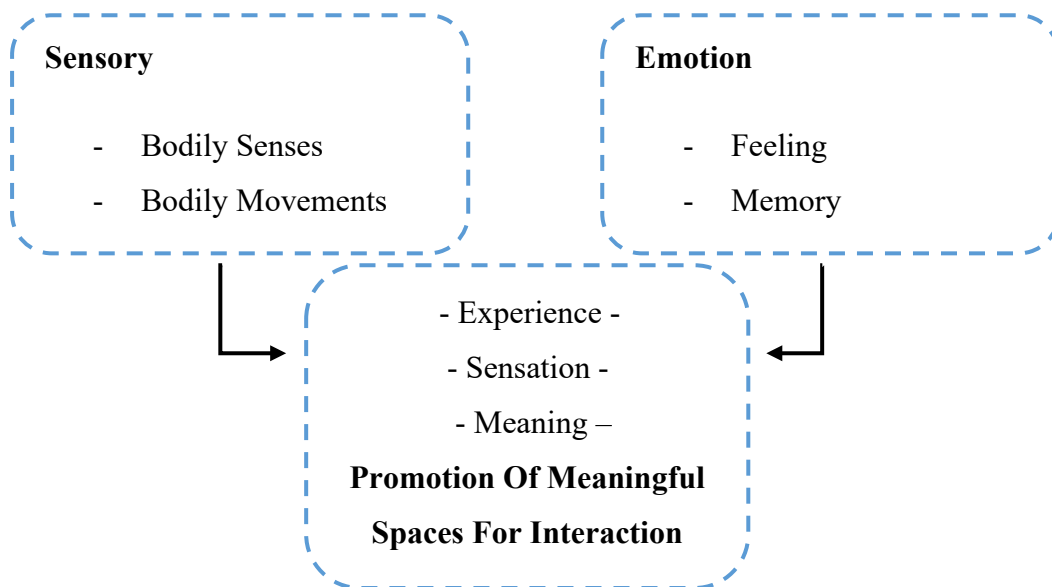 Sensory
- Bodily Senses
- Bodily Movements
Emotion
- Feeling
- Memory
- Experience -
- Sensation -
- Meaning –
Promotion Of Meaningful
Spaces For Interaction